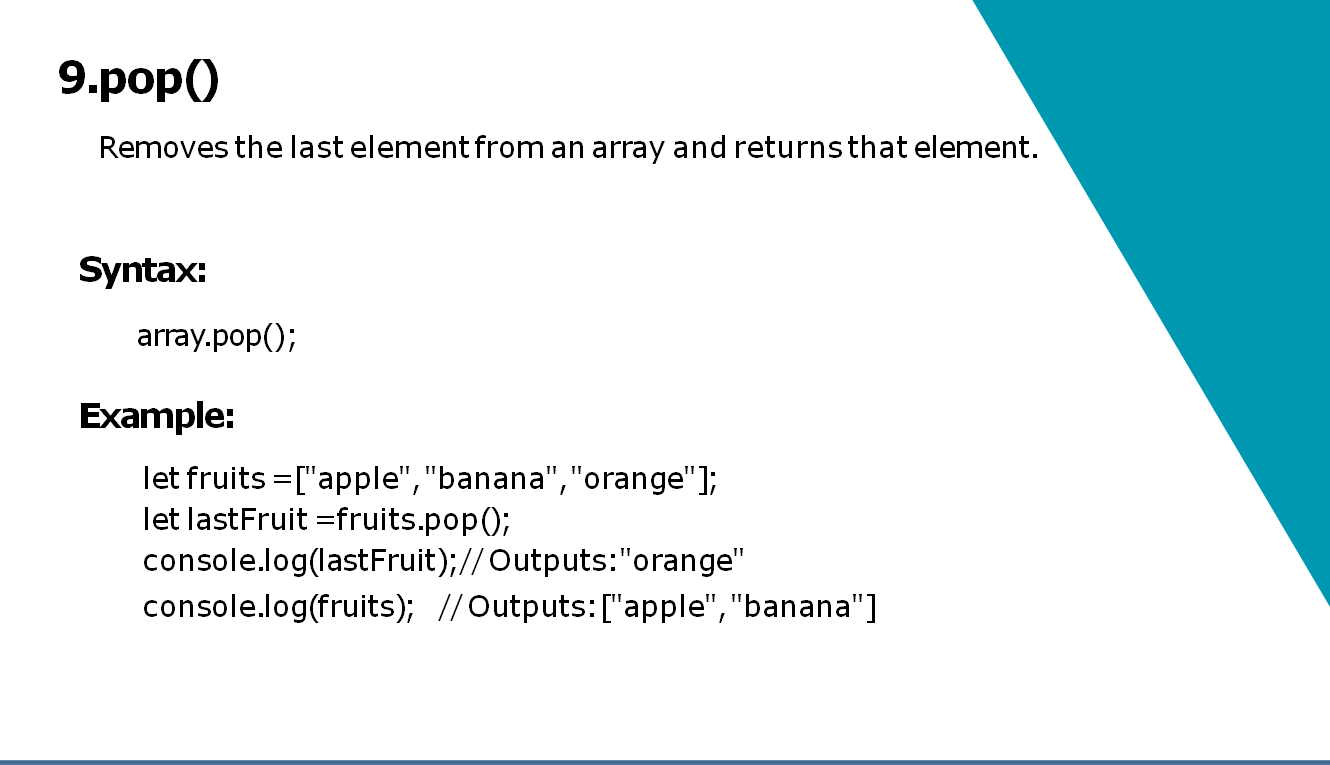 9.pop()
Removes the last element from an array and returns that element.
Syntax:
array.pop();
Example:
let fruits =["apple","banana","orange"];
let lastFruit =fruits.pop();
console.log(lastFruit);// Outputs:"orange"
console.log(fruits); // Outputs:["apple","banana"]